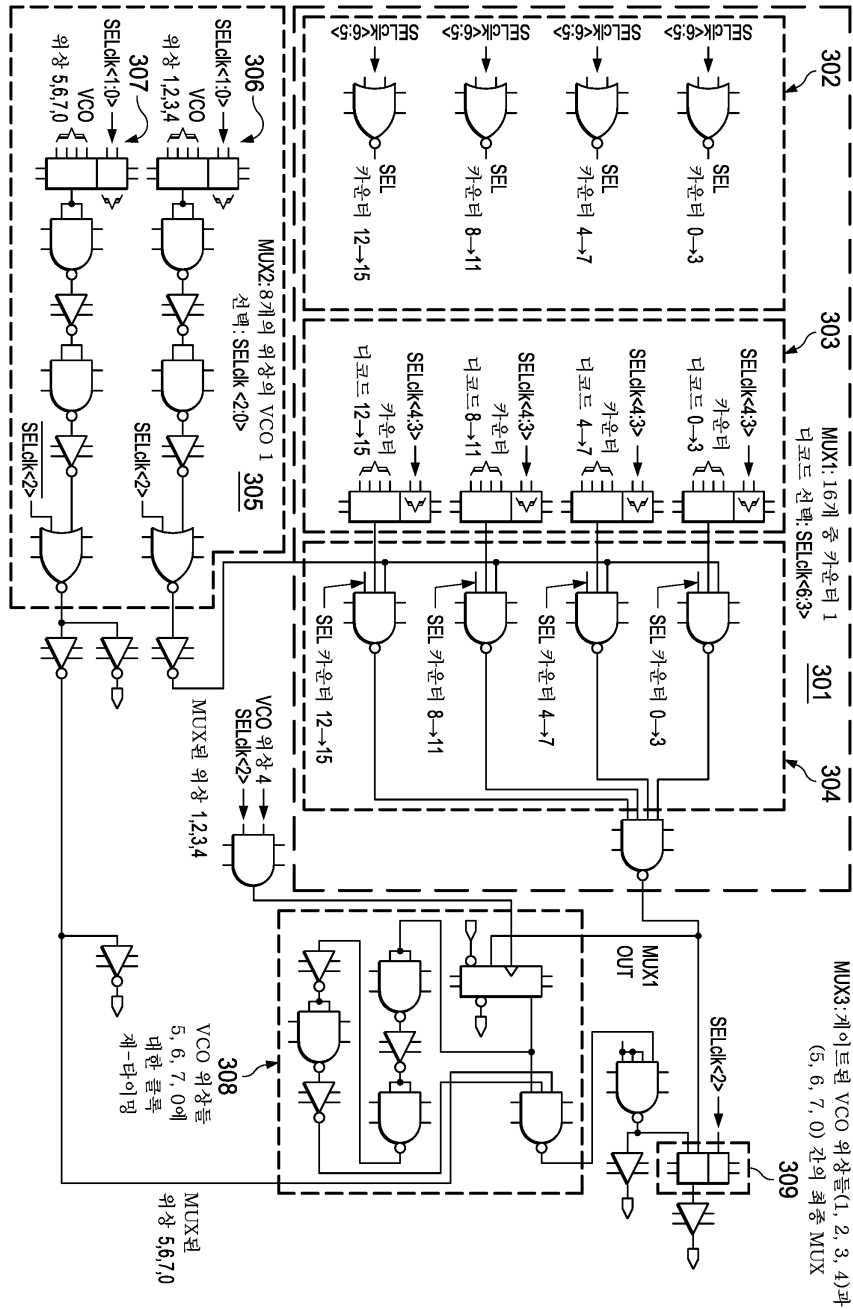 302
SELclk<6:5>
SEL
카운터 0→3
SELclk<6:5>
SEL
카운터 4→7
SELclk<6:5>
SEL
카운터 8→11
SELclk<6:5>
SEL
카운터 12→15
303
MUX1: 16개 중 카운터 1
디코드 선택: SELclk<6:3>
301
304
SELclk<4:3>
카운터
디코드 0→3
SEL 카운터 0→3
SELclk<4:3>
카운터
디코드 4→7
SEL 카운터 4→7
SELclk<4:3>
카운터
디코드 8→11
SEL 카운터 8→11
SELclk<4:3>
카운터
디코드 12→15
SEL 카운터 12→15
MUX3:게이트된 VCO 위상들(1, 2, 3, 4)과
(5, 6, 7, 0) 간의 최종 MUX
SELclk<2>
309
MUX1
OUT
VCO 위상 4
SELclk<2>
MUX된 위상 1,2,3,4
306
SELclk<1:0>
VCO
위상 1,2,3,4
307
SELclk<1:0>
VCO
위상 5,6,7,0
MUX2: 8개의 위상의 VCO 1
선택: SELclk <2:0>
305
SELclk<2>
SELclk<2>
308
VCO 위상들
5, 6, 7, 0에
대한 클록
재-타이밍
MUX된
위상 5,6,7,0